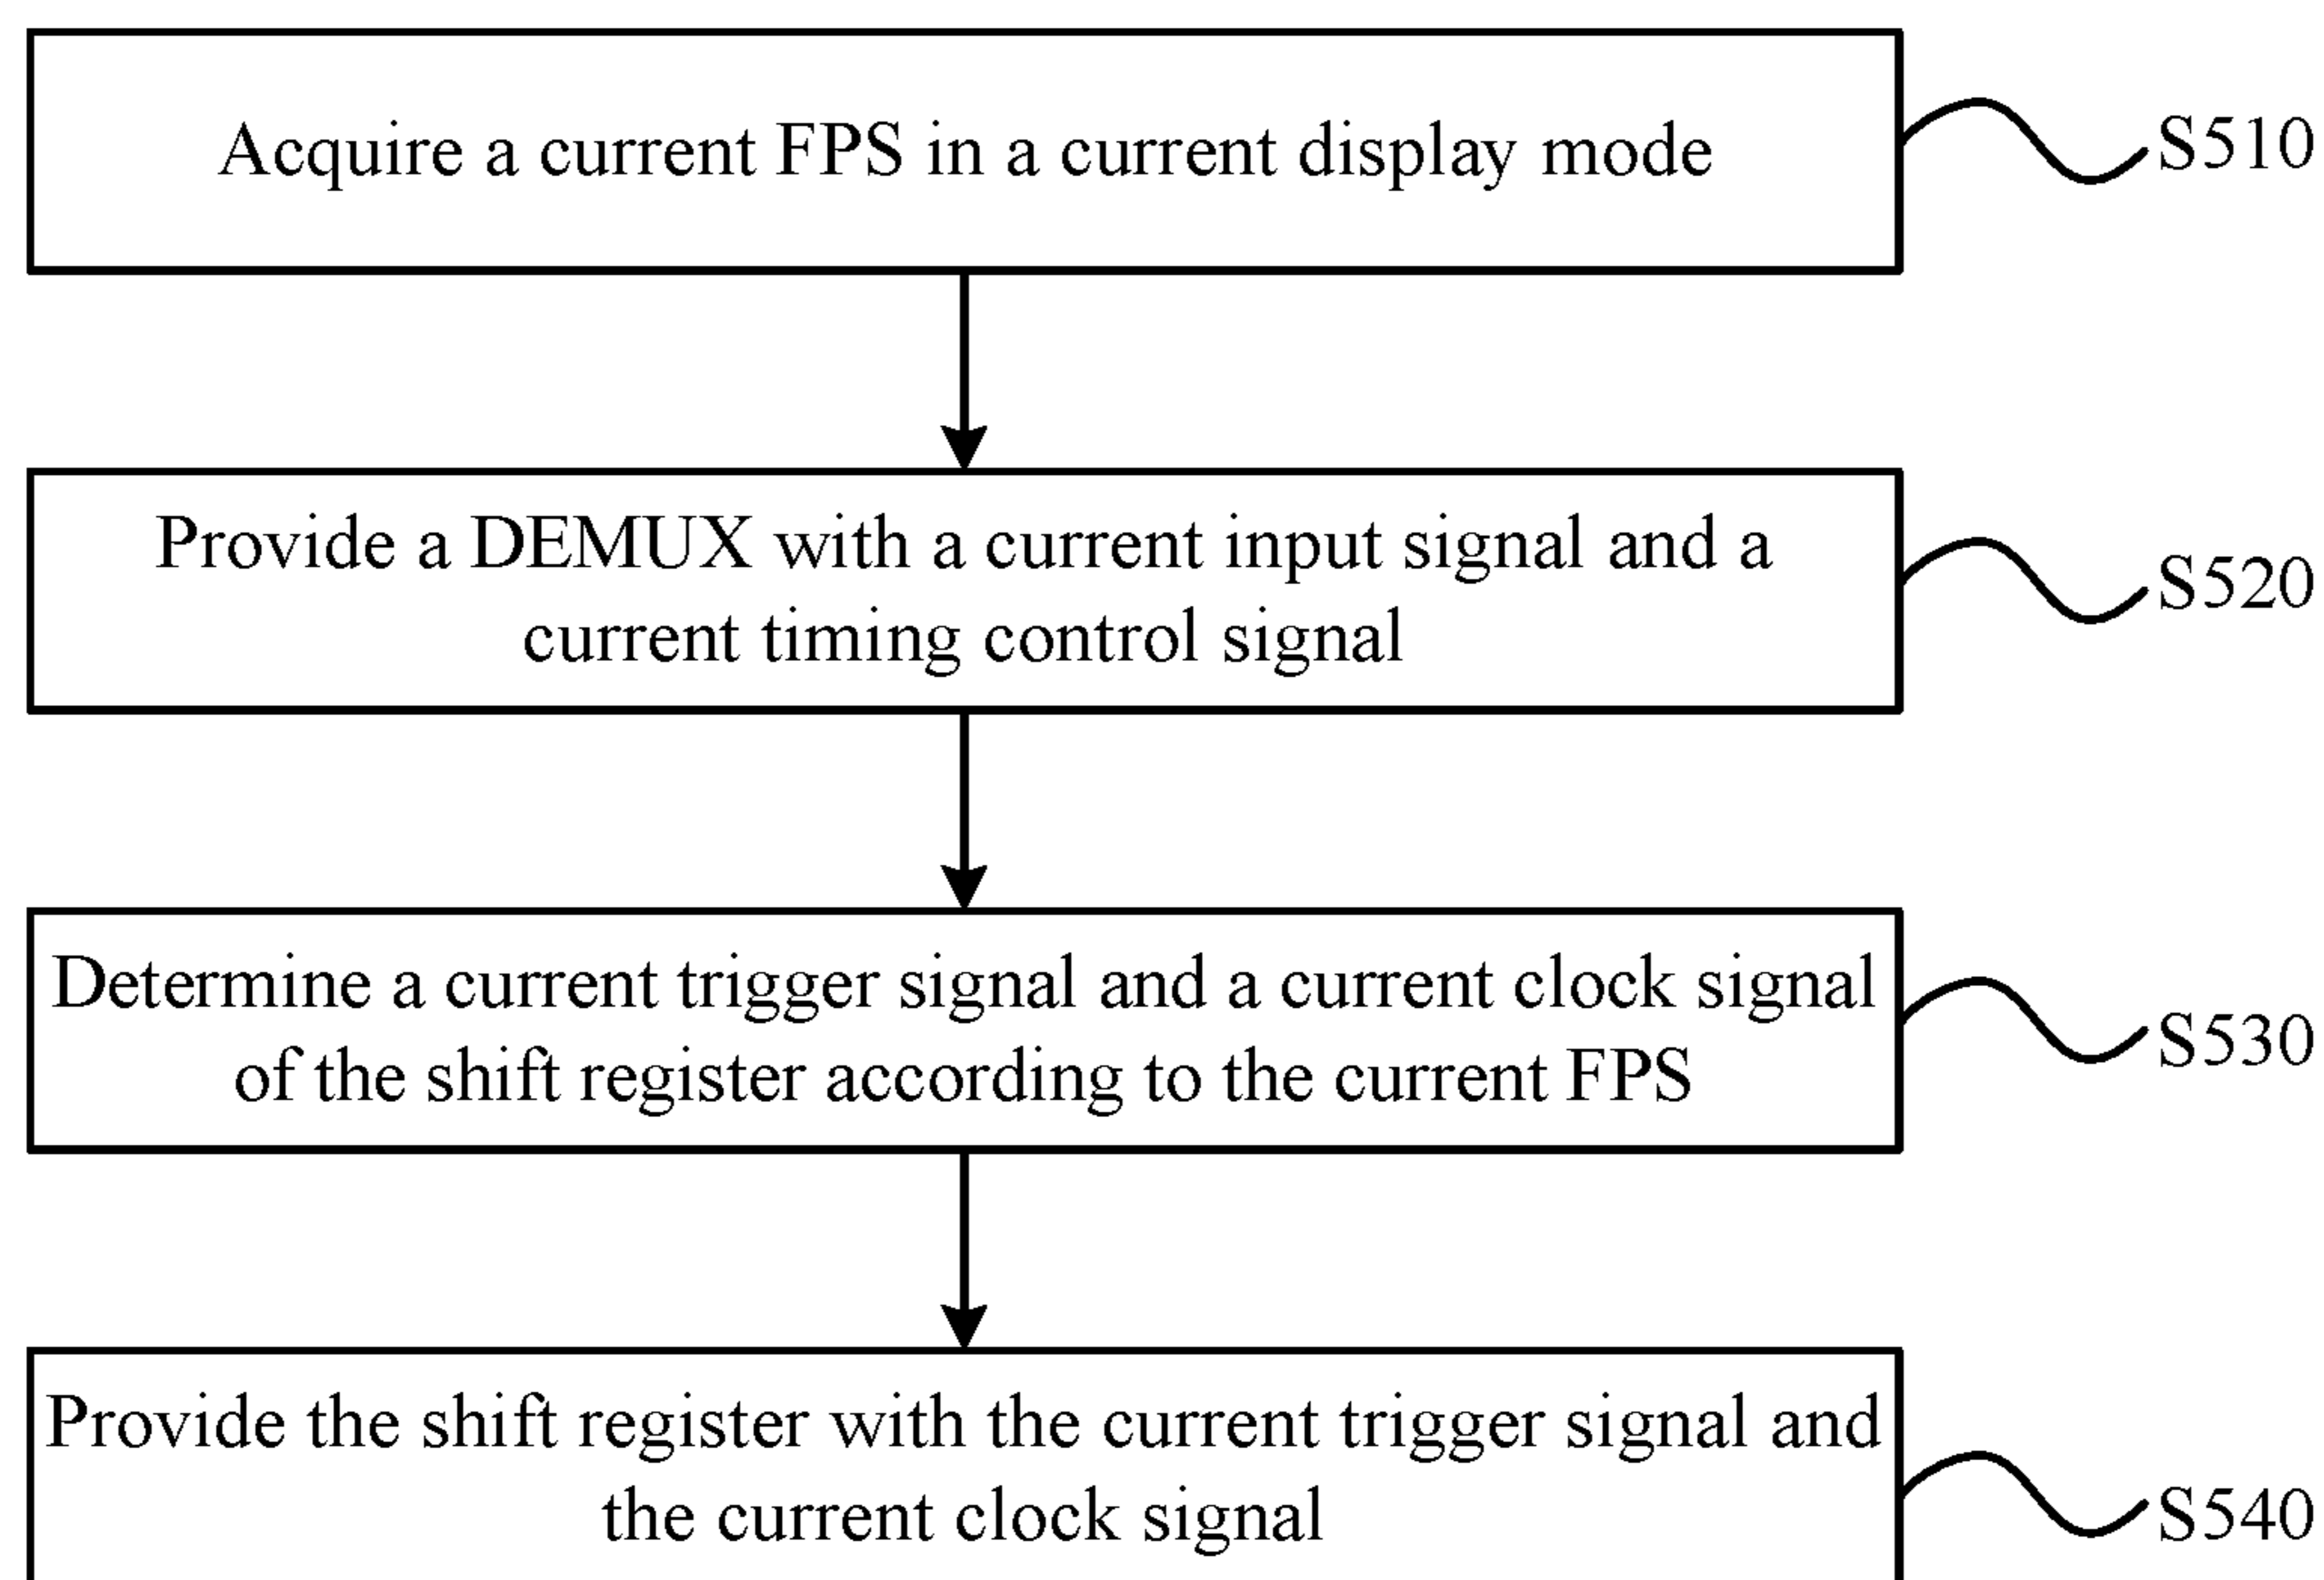 Acquire a current FPS in a current display mode
S510
Provide a DEMUX with a current input signal and a
current timing control signal
S520
Determine a current trigger signal and a current clock signal
of the shift register according to the current FPS
S530
Provide the shift register with the current trigger signal and
the current clock signal
S540